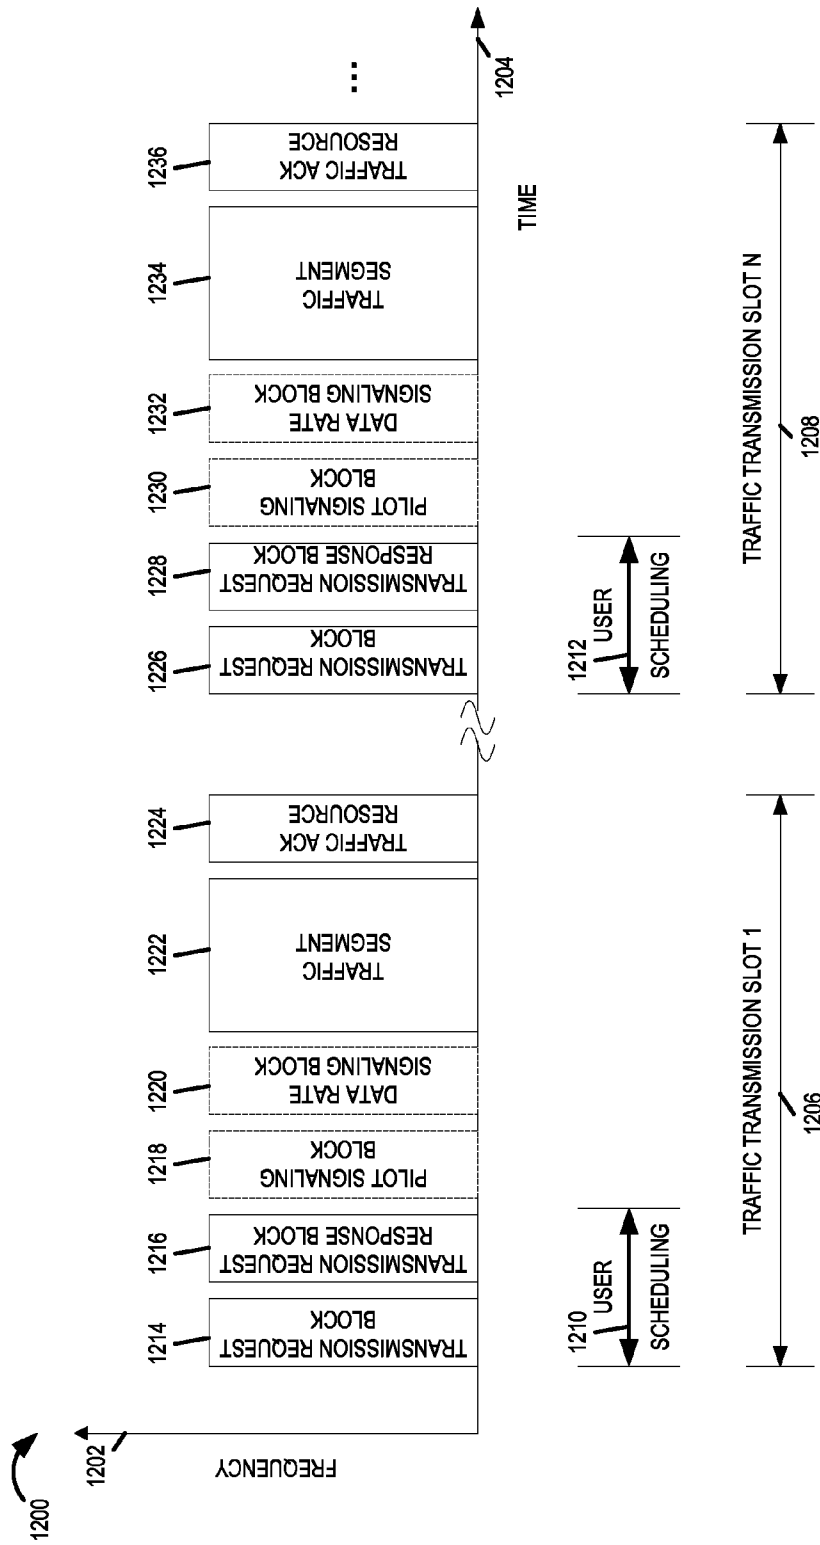 1200
1202
FREQUENCY
1214
TRANSMISSION REQUEST
BLOCK
1216
TRANSMISSION REQUEST
RESPONSE BLOCK
1218
PILOT SIGNALING
BLOCK
1220
DATA RATE
SIGNALING BLOCK
1222
TRAFFIC
SEGMENT
1224
TRAFFIC ACK
RESOURCE
1226
TRANSMISSION REQUEST
BLOCK
1228
TRANSMISSION REQUEST
RESPONSE BLOCK
1230
PILOT SIGNALING
BLOCK
1232
DATA RATE
SIGNALING BLOCK
1234
TRAFFIC
SEGMENT
1236
TRAFFIC ACK
RESOURCE
...
1204
TIME
1210
USER
SCHEDULING
1212
USER
SCHEDULING
TRAFFIC TRANSMISSION SLOT 1
1206
TRAFFIC TRANSMISSION SLOT N
1208